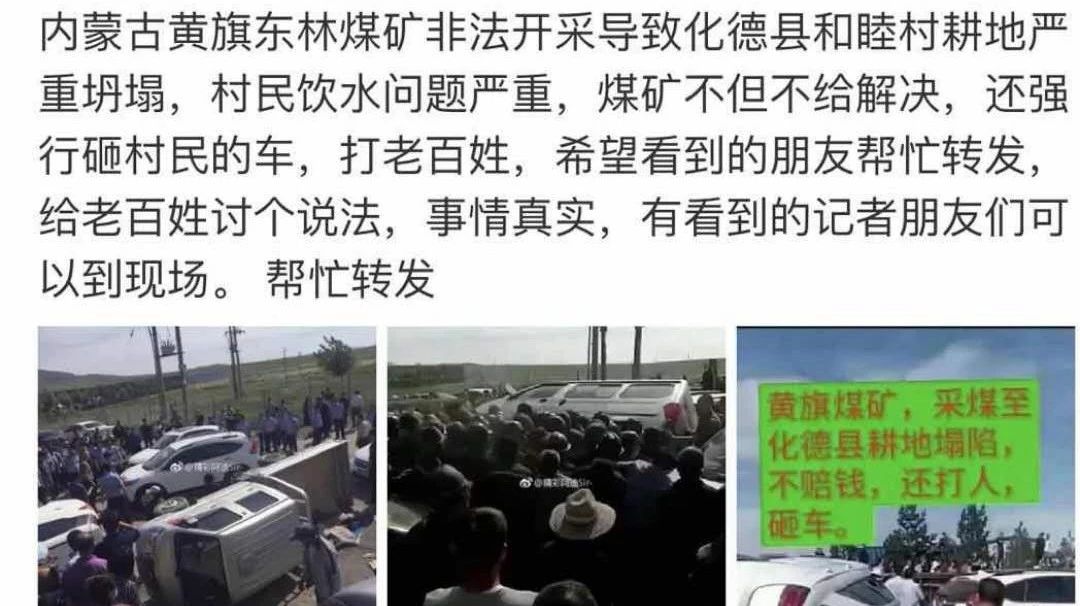 内蒙古黄旗东林煤矿非法开采导致化德县和睦村耕地严
重坍塌，村民饮水问题严重，煤矿不但不给解决，还强
行砸村民的车，打老百姓，希望看到的朋友帮忙转发，
给老百姓讨个说法，事情真实，有看到的记者朋友们可
以到现场。 帮忙转发
黄旗煤矿，采煤至
化德县耕地塌陷，
不赔钱，还打人，
砸车。